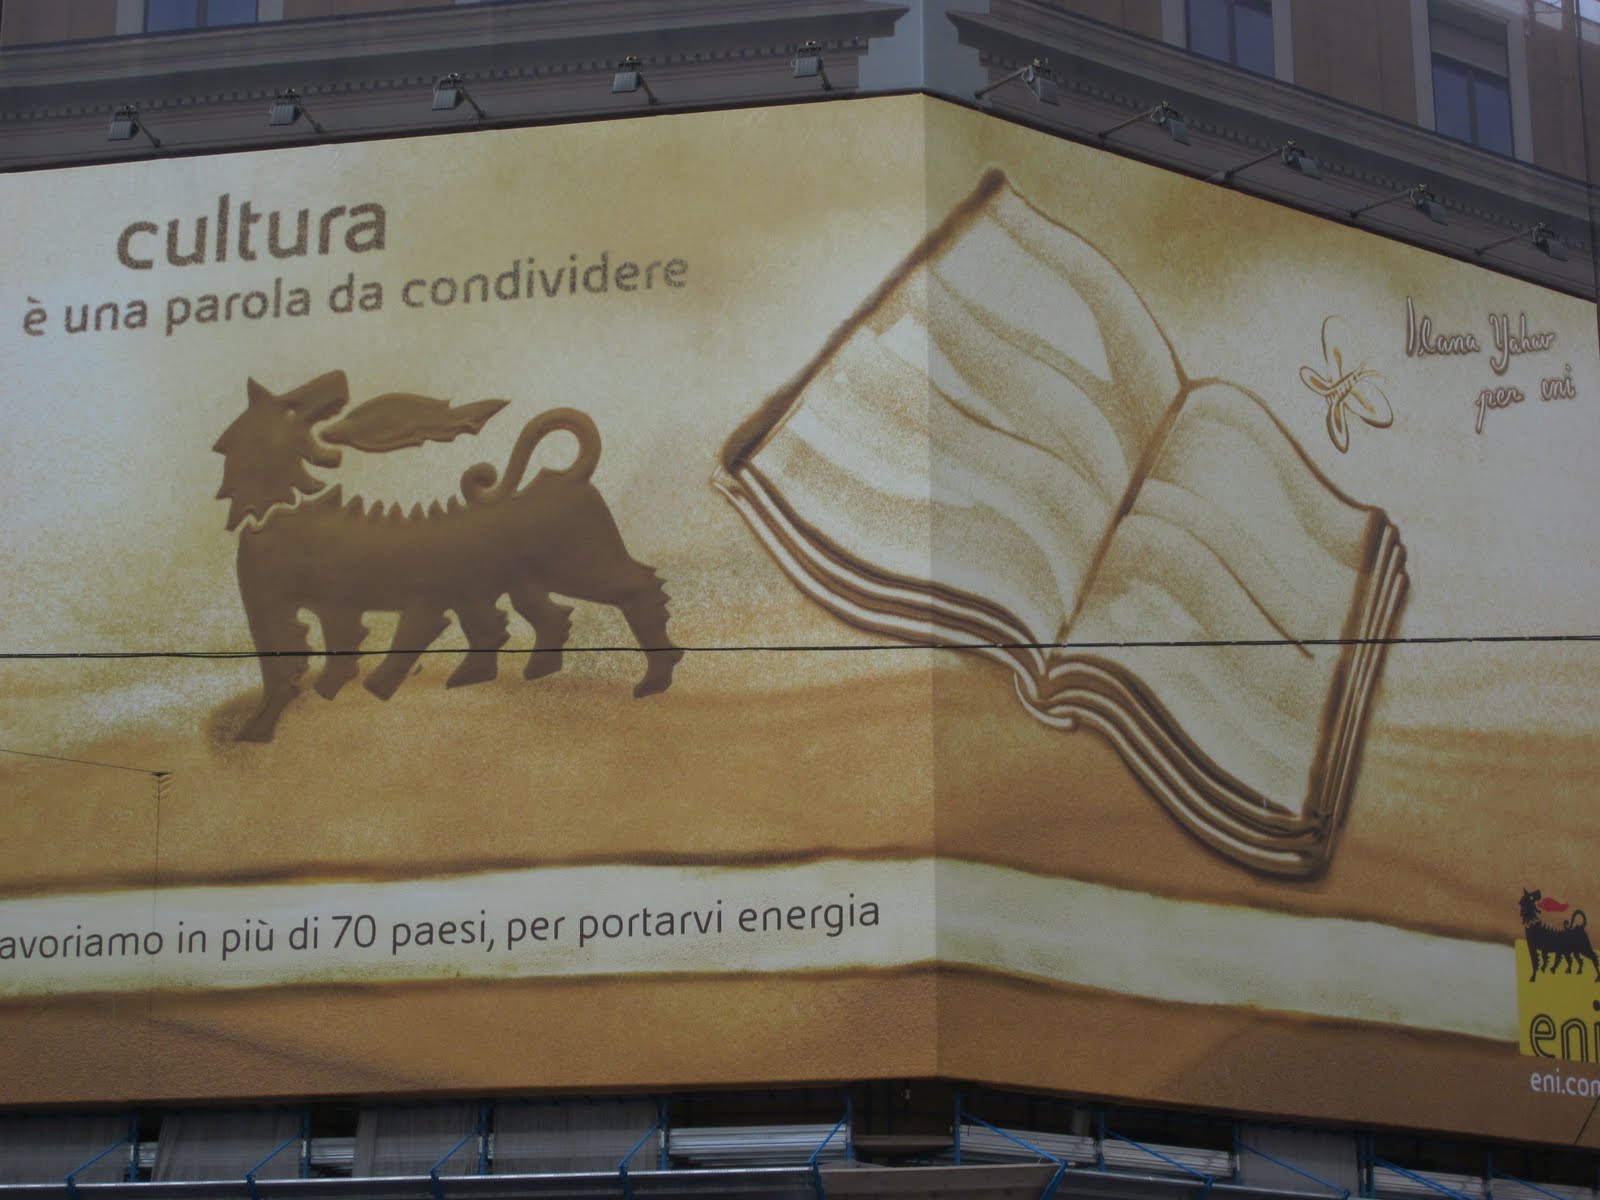 cultura
è una parola da condividere
Ilana Yahav
per eni
avoriamo in più di 70 paesi, per portarvi energia
eni
eni.com